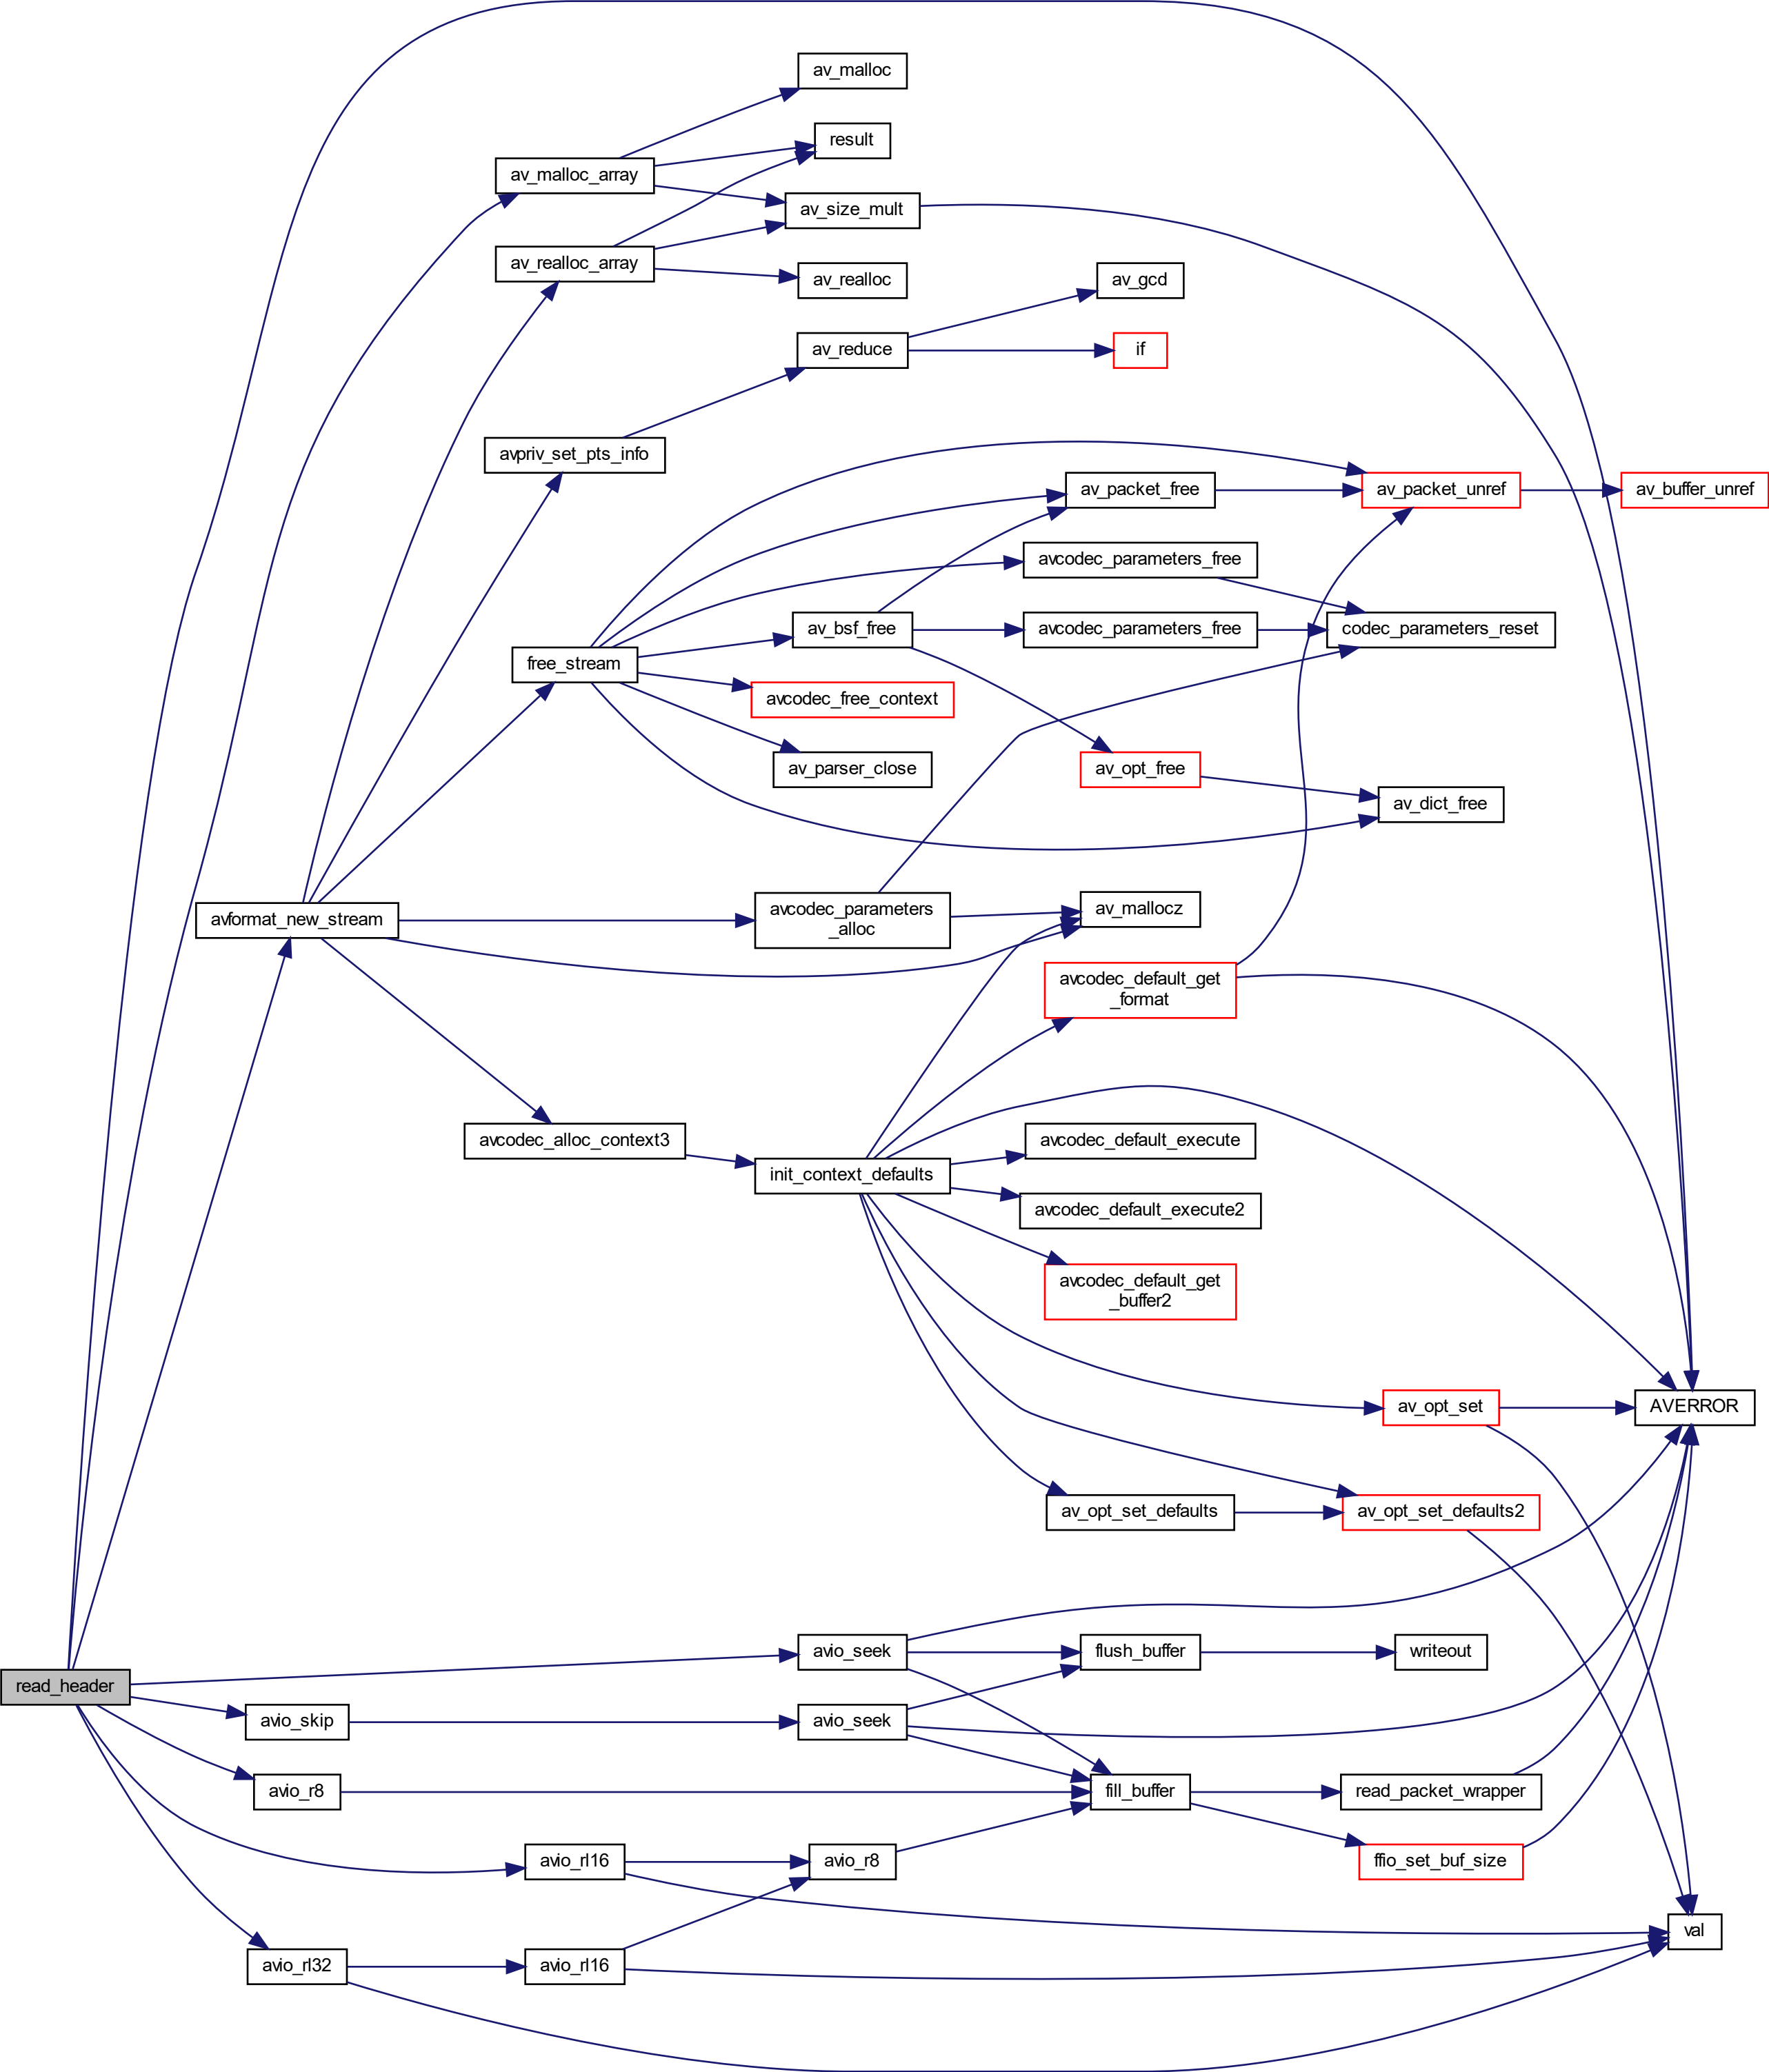 av_malloc
result
av_malloc_array
av_size_mult
av_realloc_array
av_realloc
av_gcd
av_reduce
if
avpriv_set_pts_info
av_packet_free
av_packet_unref
av_buffer_unref
avcodec_parameters_free
av_bsf_free
avcodec_parameters_free
codec_parameters_reset
free_stream
avcodec_free_context
av_parser_close
av_opt_free
av_dict_free
avformat_new_stream
avcodec_parameters
_alloc
av_mallocz
avcodec_default_get
_format
avcodec_alloc_context3
avcodec_default_execute
init_context_defaults
avcodec_default_execute2
avcodec_default_get
_buffer2
av_opt_set
AVERROR
av_opt_set_defaults
av_opt_set_defaults2
read_header
avio_seek
flush_buffer
writeout
avio_skip
avio_seek
avio_r8
fill_buffer
read_packet_wrapper
avio_rl16
avio_r8
ffio_set_buf_size
val
avio_rl32
avio_rl16